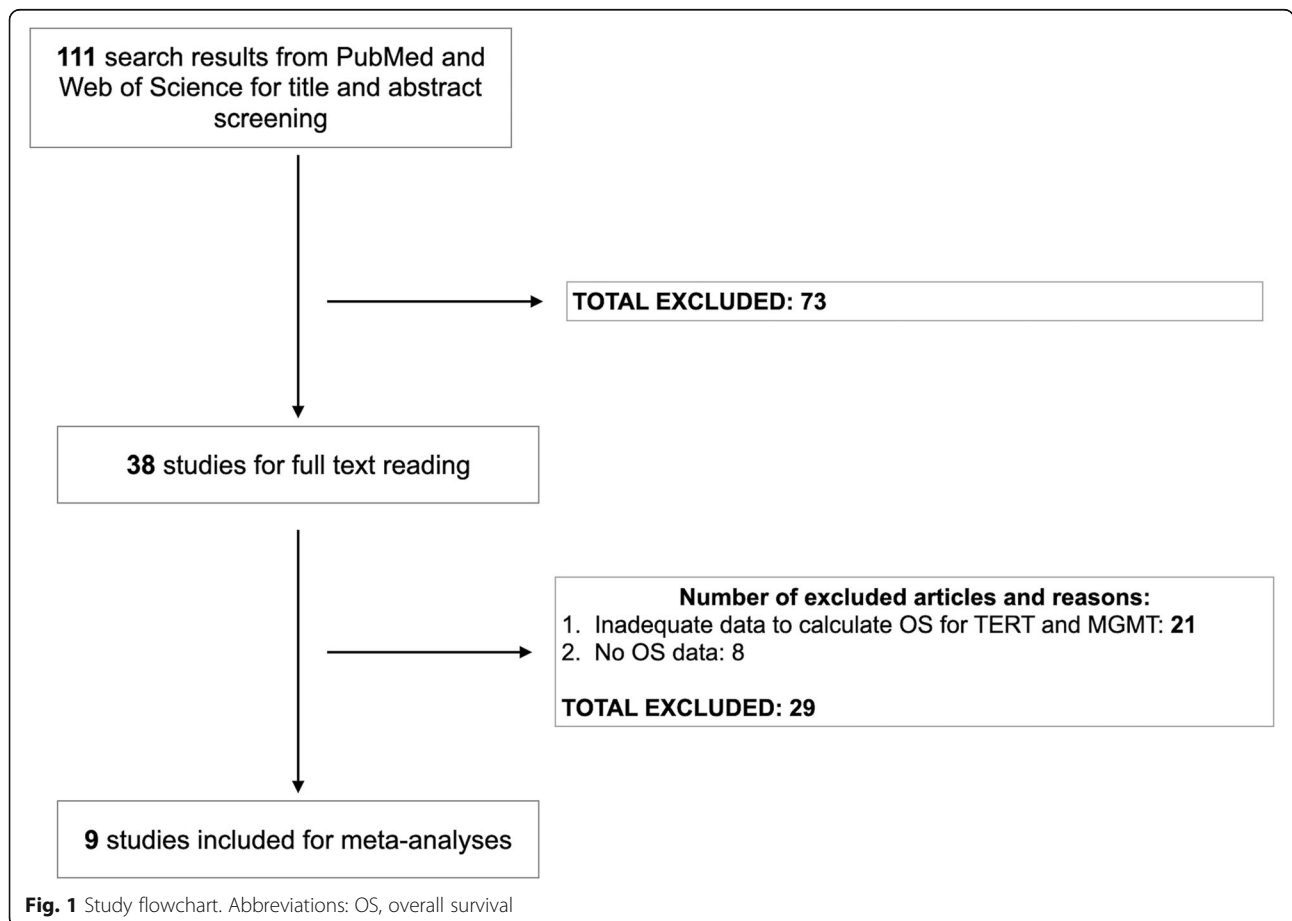 111 search results from PubMed and
Web of Science for title and abstract
screening
TOTAL EXCLUDED: 73
38 studies for full text reading
Number of excluded articles and reasons:
1. Inadequate data to calculate OS for TERT and MGMT: 21
2. No OS data: 8
TOTAL EXCLUDED: 29
9 studies included for meta-analyses
Fig. 1 Study flowchart. Abbreviations: OS, overall survival